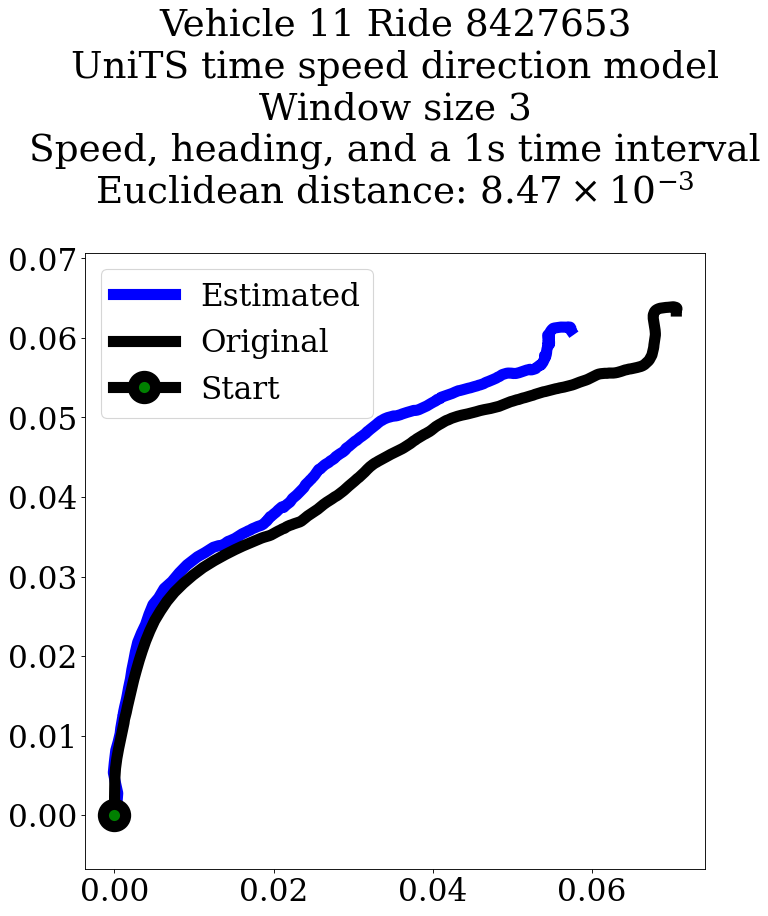 Vehicle 11 Ride 8427653
UniTS time speed direction model
Window size 3
Speed, heading, and a 1s time interval
Euclidean distance: 8.47 × 10⁻³
0.07
0.06
0.05
0.04
0.03
0.02
0.01
0.00
Estimated
Original
Start
0.00 0.02 0.04 0.06